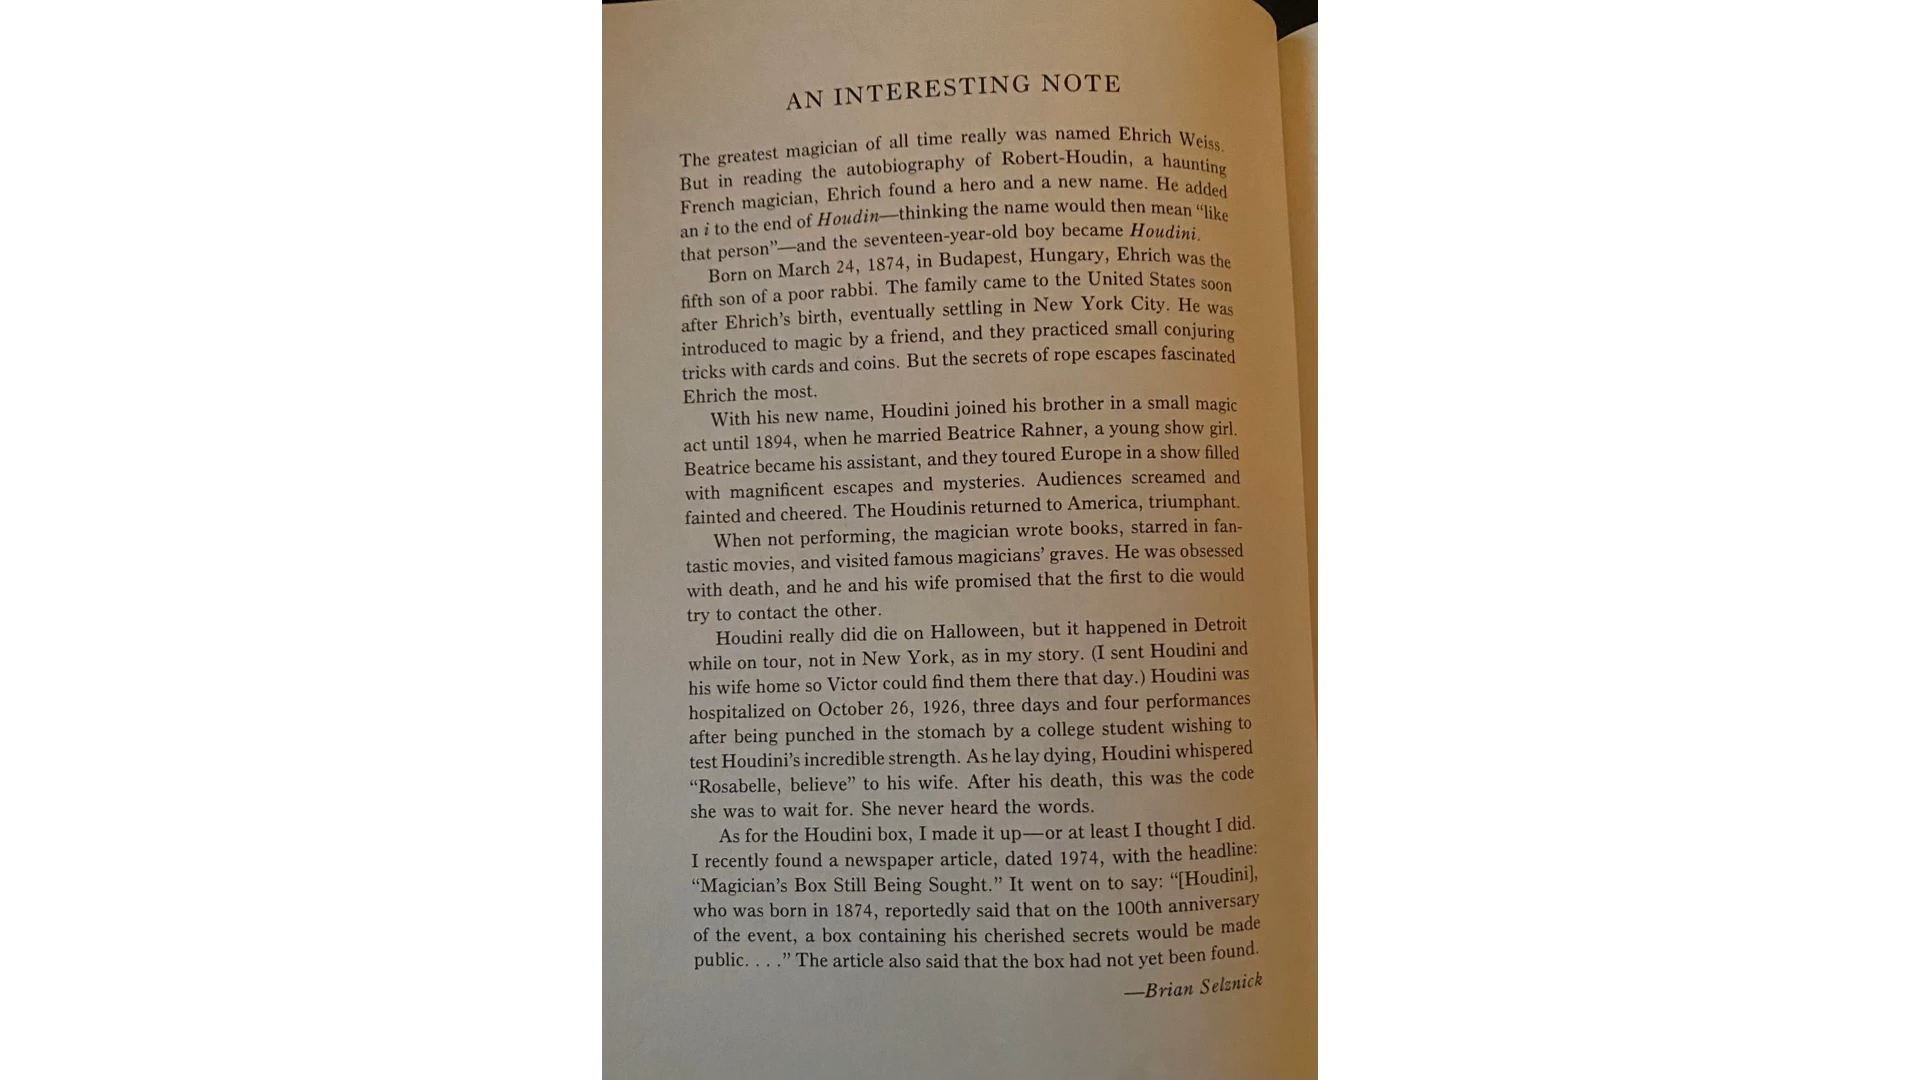 AN INTERESTING NOTE
The greatest magician of all time really was named Ehrich Weiss.
But in reading the autobiography of Robert-Houdin, a haunting
French magician, Ehrich found a hero and a new name. He added
an i to the end of Houdin—thinking the name would then mean “like
that person”—and the seventeen-year-old boy became Houdini.
Born on March 24, 1874, in Budapest, Hungary, Ehrich was the
fifth son of a poor rabbi. The family came to the United States soon
after Ehrich’s birth, eventually settling in New York City. He was
introduced to magic by a friend, and they practiced small conjuring
tricks with cards and coins. But the secrets of rope escapes fascinated
Ehrich the most.
With his new name, Houdini joined his brother in a small magic
act until 1894, when he married Beatrice Rahner, a young show girl.
Beatrice became his assistant, and they toured Europe in a show filled
with magnificent escapes and mysteries. Audiences screamed and
fainted and cheered. The Houdinis returned to America, triumphant.
When not performing, the magician wrote books, starred in fan-
tastic movies, and visited famous magicians’ graves. He was obsessed
with death, and he and his wife promised that the first to die would
try to contact the other.
Houdini really did die on Halloween, but it happened in Detroit
while on tour, not in New York, as in my story. (I sent Houdini and
his wife home so Victor could find them there that day.) Houdini was
hospitalized on October 26, 1926, three days and four performances
after being punched in the stomach by a college student wishing to
test Houdini’s incredible strength. As he lay dying, Houdini whispered
“Rosabelle, believe” to his wife. After his death, this was the code
she was to wait for. She never heard the words.
As for the Houdini box, I made it up—or at least I thought I did.
I recently found a newspaper article, dated 1974, with the headline:
“Magician’s Box Still Being Sought.” It went on to say: “[Houdini],
who was born in 1874, reportedly said that on the 100th anniversary
of the event, a box containing his cherished secrets would be made
public. . . .” The article also said that the box had not yet been found.
—Brian Selznick